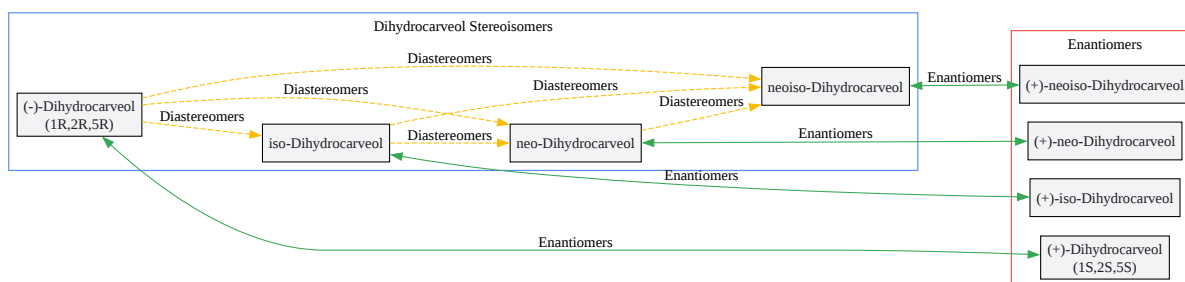 Dihydrocarveol Stereoisomers
Enantiomers
Diastereomers
Diastereomers
Diastereomers
Diastereomers
Diastereomers
Diastereomers
(-)-Dihydrocarveol
(1R,2R,5R)
iso-Dihydrocarveol
neo-Dihydrocarveol
neoiso-Dihydrocarveol
Enantiomers
Enantiomers
Enantiomers
Enantiomers
(+)-neoiso-Dihydrocarveol
(+)-neo-Dihydrocarveol
(+)-iso-Dihydrocarveol
(+)-Dihydrocarveol
(1S,2S,5S)